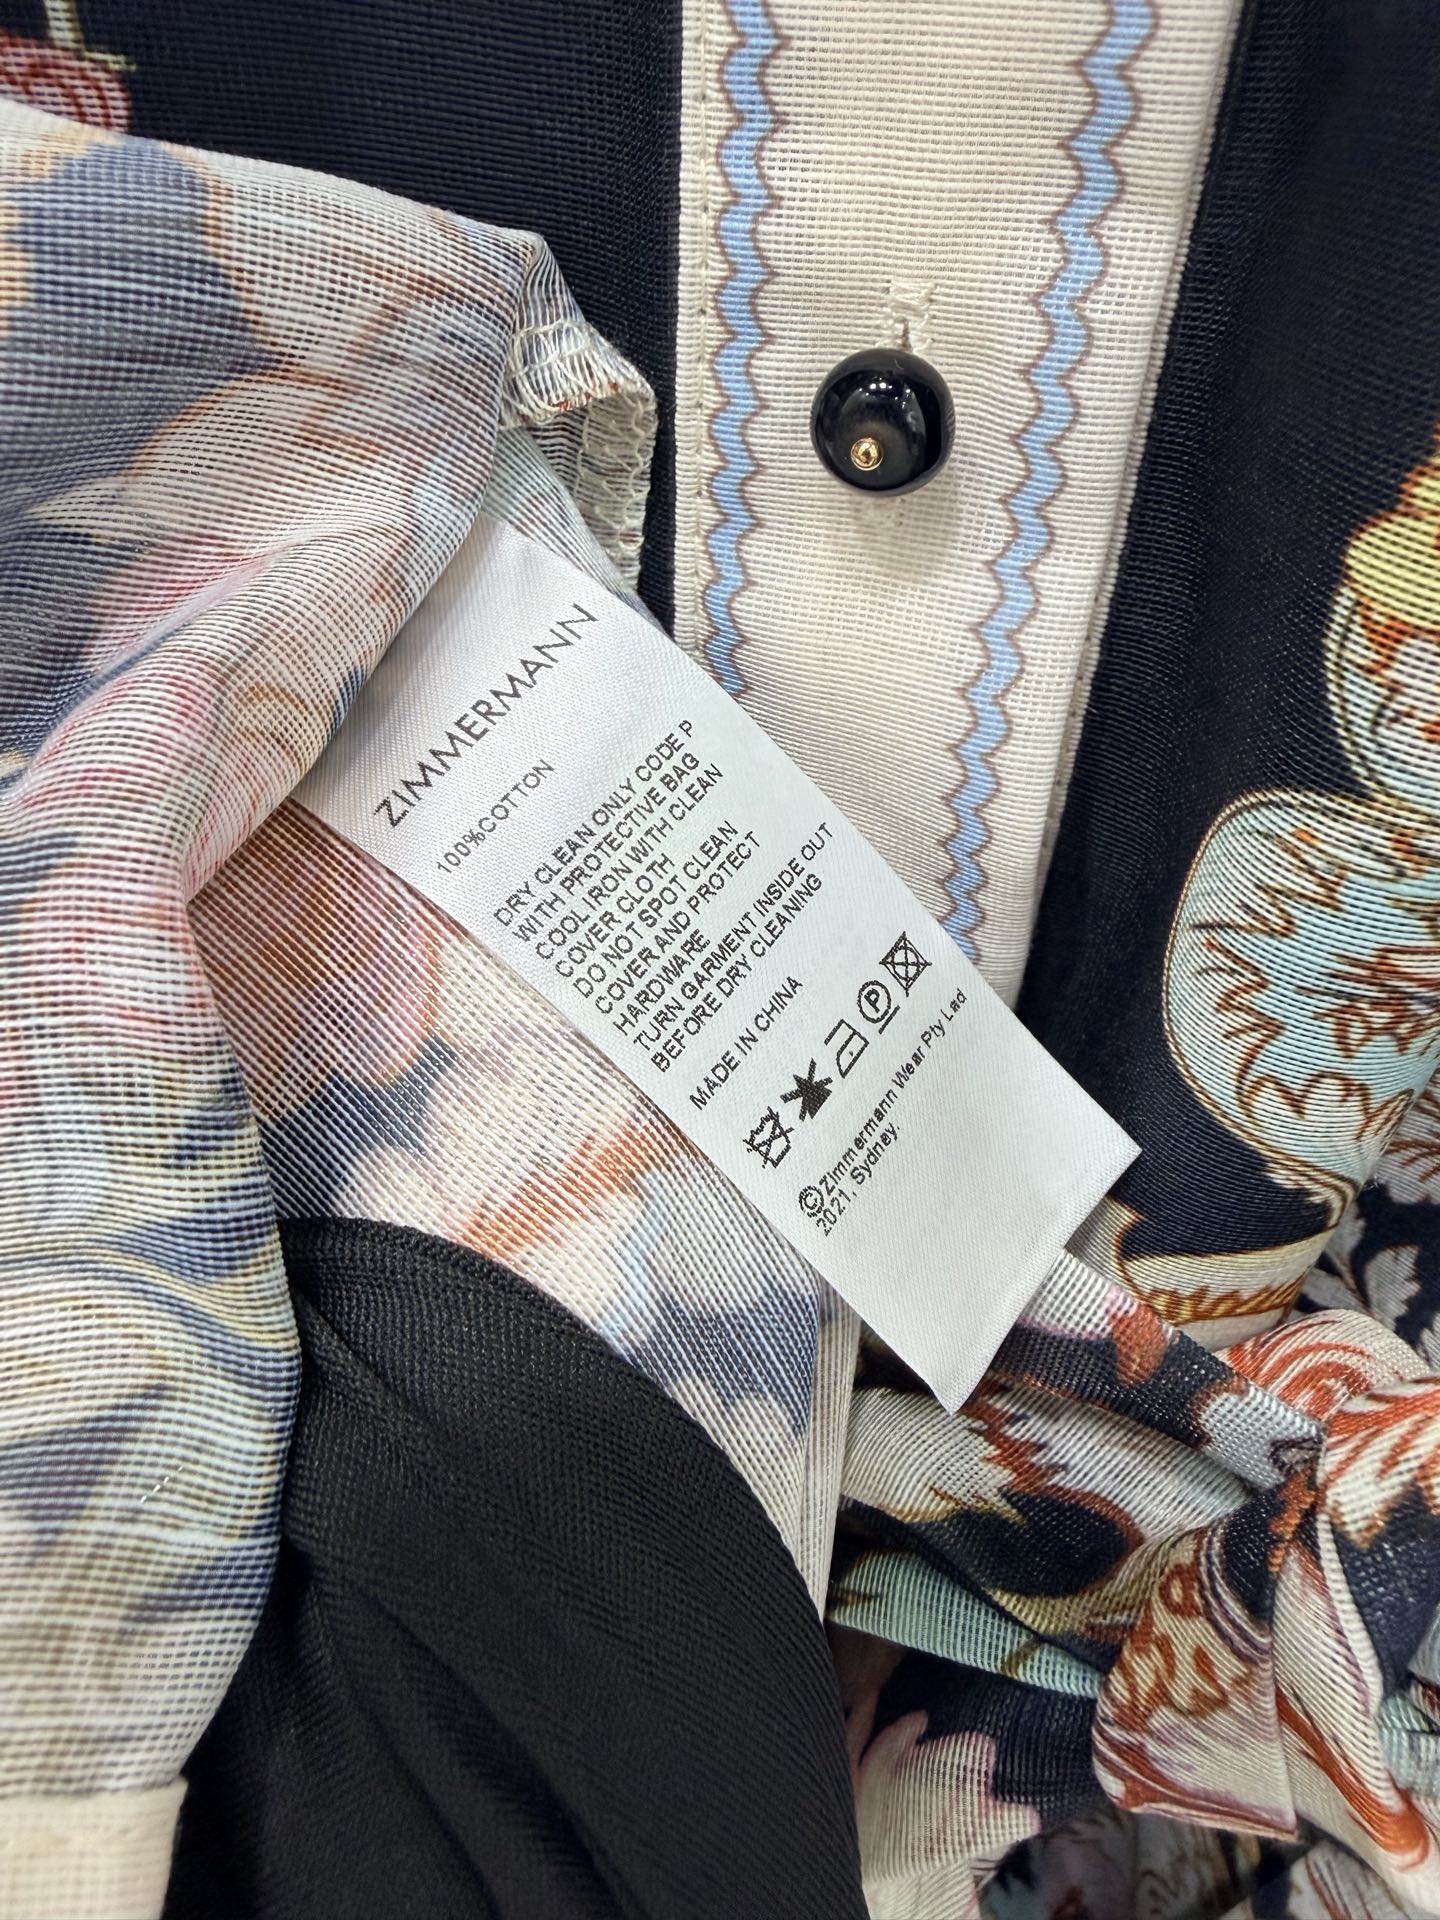 ZIMMERMANN
100%COTTON
DRY CLEAN ONLY CODE P
WITH PROTECTIVE BAG
COOL IRON WITH CLEAN
COVER CLOTH
DO NOT SPOT CLEAN
COVER AND PROTECT
HARDWARE
TURN GARMENT INSIDE OUT
BEFORE DRY CLEANING
MADE IN CHINA
P
©Zimmermann Wear Pty Lad
2021, Sydney.